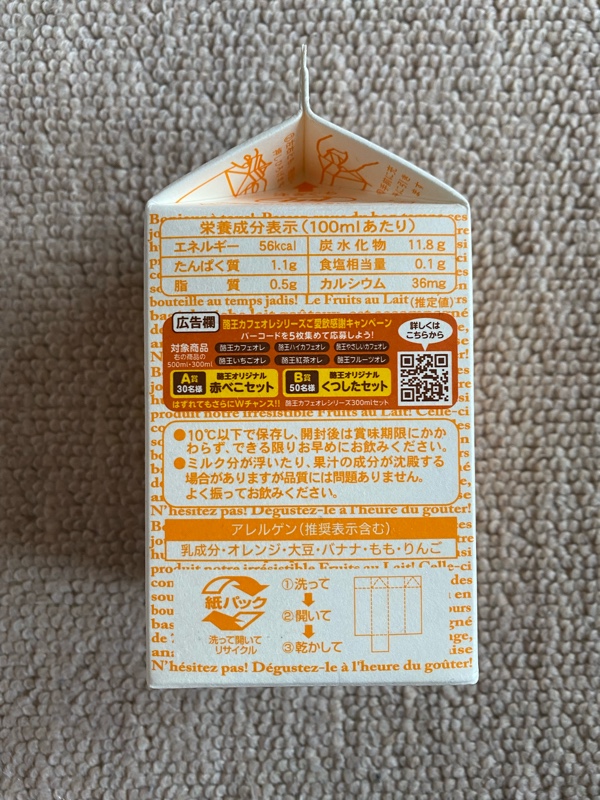 栄養成分表示(100mlあたり)
エネルギー 56kcal 炭水化物 11.8g
たんぱく質 1.1g 食塩相当量 0.1g
脂質 0.5g カルシウム 36mg
bouteille au temps jadis! Le Fruits au Lait
(推定値)
広告欄
酪王カフェオレシリーズご愛飲感謝キャンペーン
バーコードを5枚集めて応募しよう!
詳しくは
こちらから
対象商品
右の商品の
500ml・300ml
酪王カフェオレ 酪王ハイカフェオレ 酪王やさしいカフェオレ
酪王いちごオレ 酪王紅茶オレ 酪王フルーツオレ
A賞 30名様 酪王オリジナル 赤べこセット
B賞 50名様 酪王オリジナル くつしたセット
はずれてもさらにWチャンス!! 酪王カフェオレシリーズ300mlセット
produit notre irrésistible Fruits au Lait! Celle-ci
●10℃以下で保存し、開封後は賞味期限にかか
わらず、できる限りお早めにお飲みください。
●ミルク分が浮いたり、果汁の成分が沈殿する
場合がありますが品質には問題ありません。
よく振ってお飲みください。
N'hésitez pas! Dégustez-le à l'heure du goûter!
アレルゲン(推奨表示含む)
乳成分・オレンジ・大豆・バナナ・もも・りんご
produit notre irrésistible Fruits au Lait! Celle-ci
紙パック
洗って開いて
リサイクル
①洗って
②開いて
③乾かして
N'hésitez pas! Dégustez-le à l'heure du goûter!